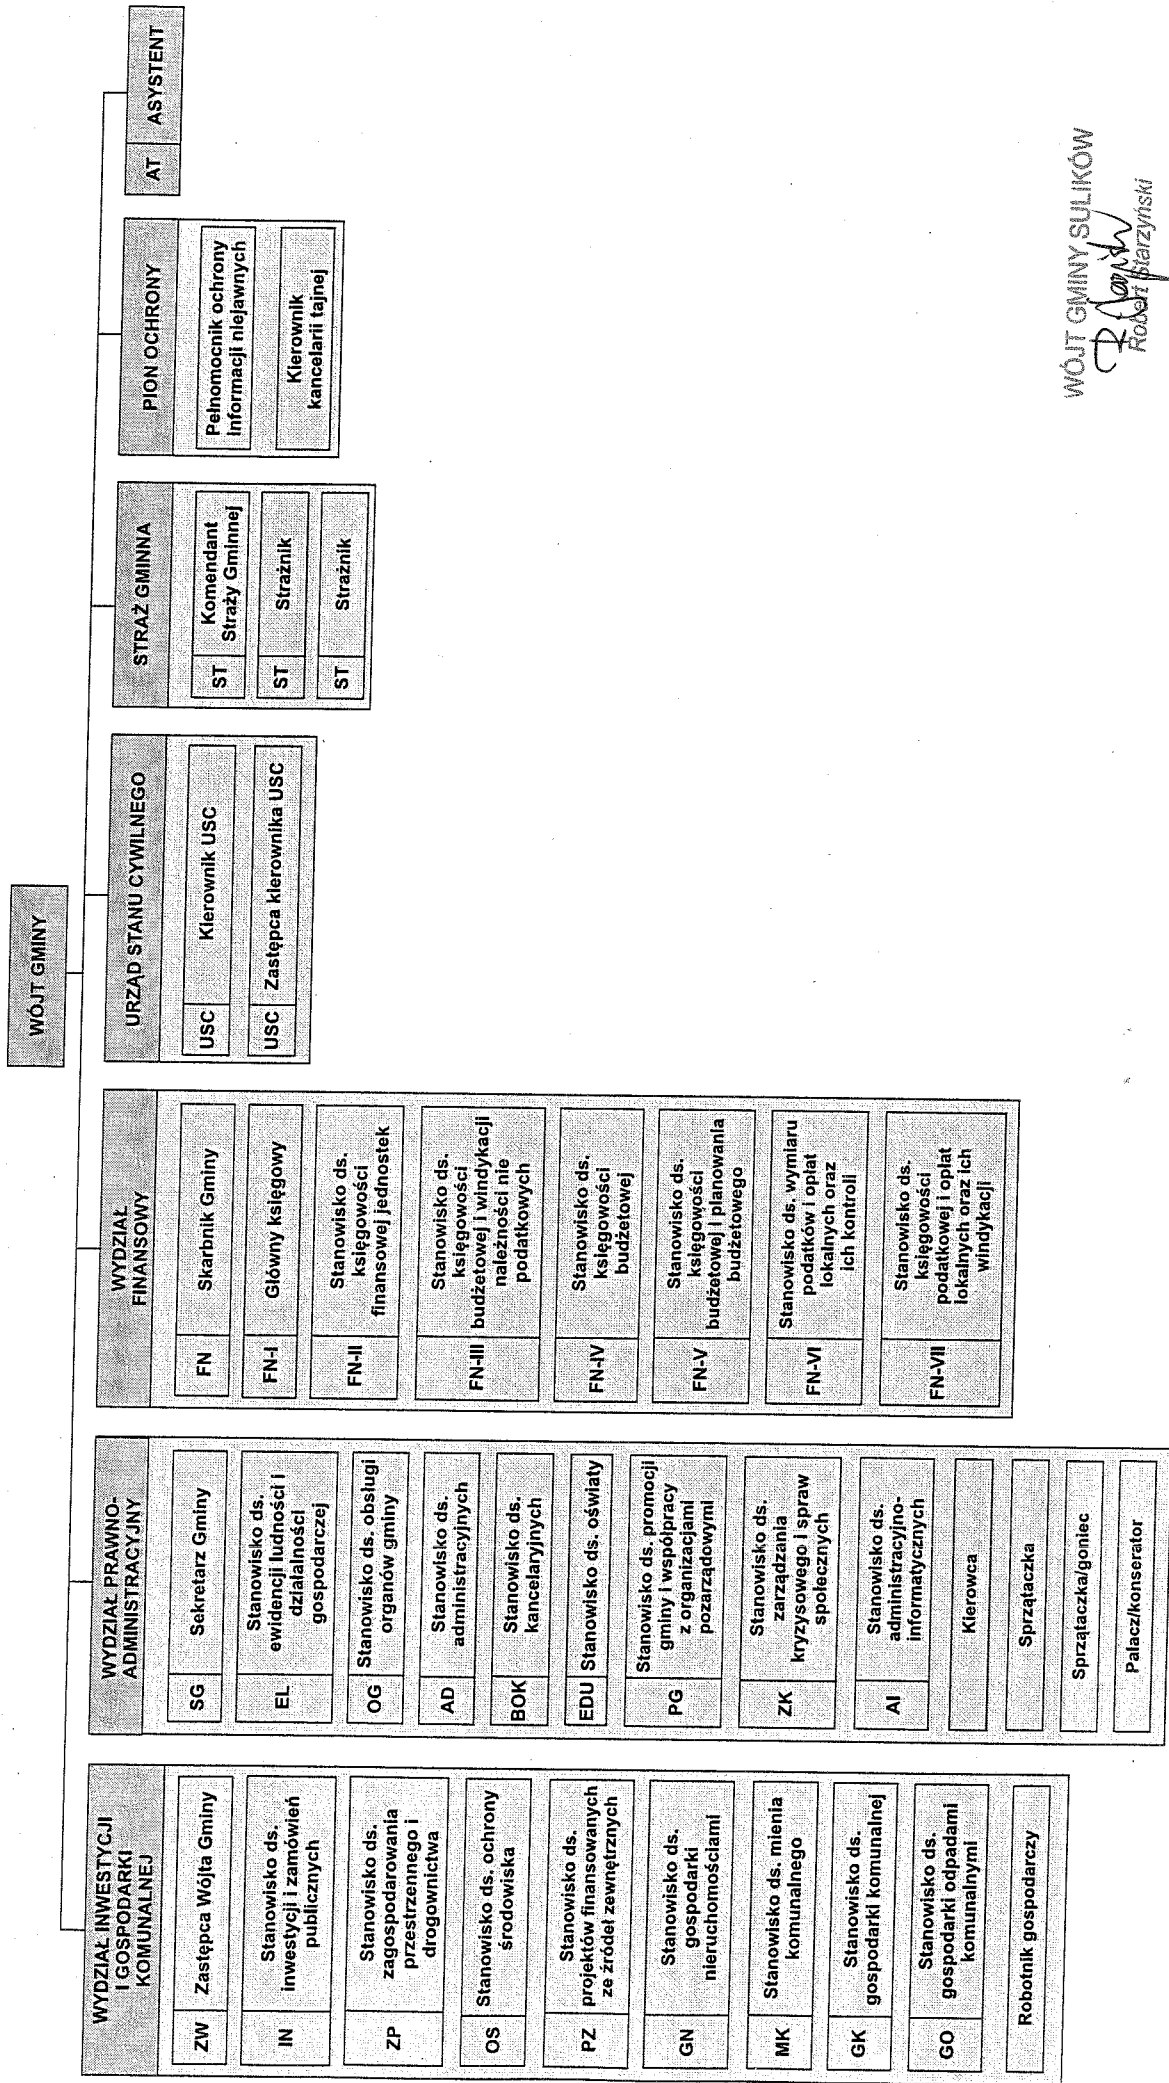 WÓJT GMINY
WYDZIAŁ INWESTYCJI
I GOSPODARKI
KOMUNALNEJ
ZW
Zastępca Wójta Gminy
IN
Stanowisko ds.
inwestycji i zamówień
publicznych
ZP
Stanowisko ds.
zagospodarowania
przestrzennego i
drogownictwa
OS
Stanowisko ds. ochrony
środowiska
PZ
Stanowisko ds.
projektów finansowanych
ze źródeł zewnętrznych
GN
Stanowisko ds.
gospodarki
nieruchomościami
MK
Stanowisko ds. mienia
komunalnego
GK
Stanowisko ds.
gospodarki komunalnej
GO
Stanowisko ds.
gospodarki odpadami
komunalnymi
Robotnik gospodarczy
WYDZIAŁ PRAWNO-
ADMINISTRACYJNY
SG
Sekretarz Gminy
EL
Stanowisko ds.
ewidencji ludności i
działalności
gospodarczej
OG
Stanowisko ds. obsługi
organów gminy
AD
Stanowisko ds.
administracyjnych
BOK
Stanowisko ds.
kancelaryjnych
EDU
Stanowisko ds. oświaty
PG
Stanowisko ds. promocji
gminy i współpracy
z organizacjami
pozarządowymi
ZK
Stanowisko ds.
zarządzania
kryzysowego i spraw
społecznych
AI
Stanowisko ds.
administracyjno-
informatycznych
Kierowca
Sprzątaczka
Sprzątaczka/goniec
Palacz/konserator
WYDZIAŁ
FINANSOWY
FN
Skarbnik Gminy
FN-I
Główny księgowy
FN-II
Stanowisko ds.
księgowości
finansowej jednostek
FN-III
Stanowisko ds.
księgowości
budżetowej i windykacji
należności nie
podatkowych
FN-IV
Stanowisko ds.
księgowości
budżetowej
FN-V
Stanowisko ds.
księgowości
budżetowej i planowania
budżetowego
FN-VI
Stanowisko ds. wymiaru
podatków i opłat
lokalnych oraz
ich kontroli
FN-VII
Stanowisko ds.
księgowości
podatkowej i opłat
lokalnych oraz ich
windykacji
URZĄD STANU CYWILNEGO
USC
Kierownik USC
USC
Zastępca kierownika USC
STRAŻ GMINNA
ST
Komendant
Straży Gminnej
ST
Strażnik
ST
Strażnik
PION OCHRONY
Pełnomocnik ochrony
Informacji niejawnych
Kierownik
kancelarii tajnej
AT
ASYSTENT
WÓJT GMINY SULIKÓW
Robert Starzyński